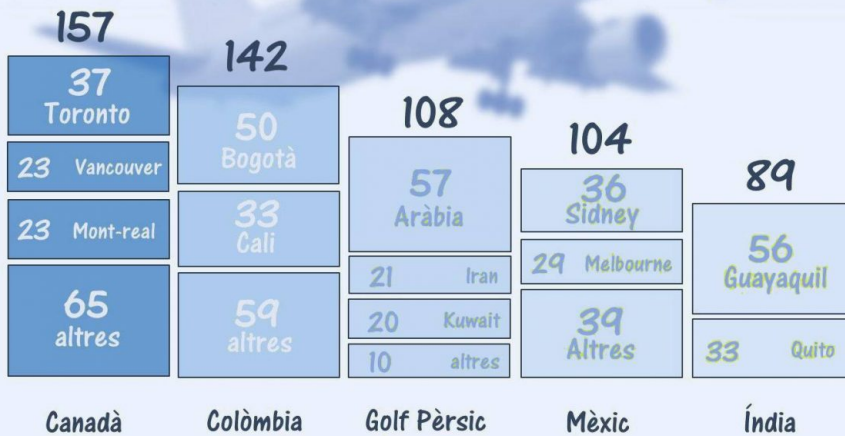 157
37
Toronto
23 Vancouver
23 Mont-real
65
altres
Canadà
142
50
Bogotà
33
Cali
59
altres
Colòmbia
108
57
Aràbia
21 Iran
20 Kuwait
10 altres
Golf Pèrsic
104
36
Sidney
29 Melbourne
39
Altres
Mèxic
89
56
Guayaquil
33 Quito
Índia